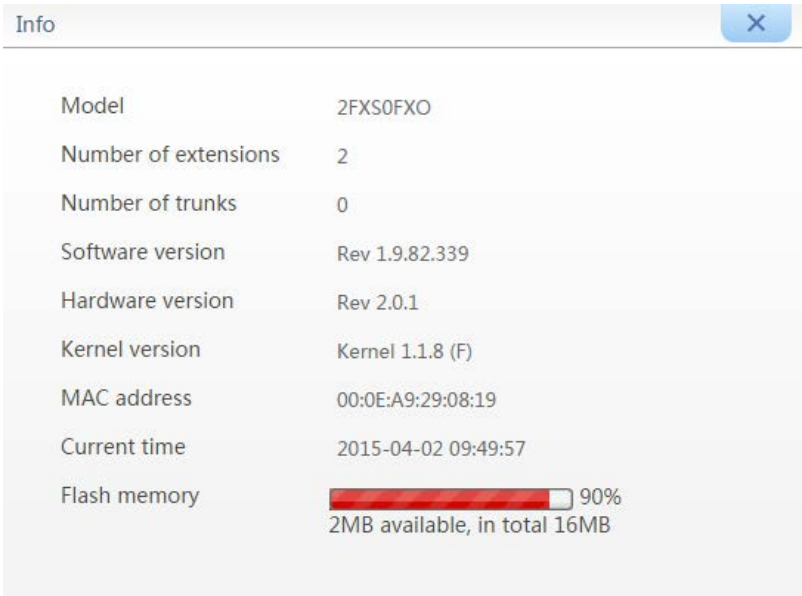 Info
Model 2FXS0FXO
Number of extensions 2
Number of trunks 0
Software version Rev 1.9.82.339
Hardware version Rev 2.0.1
Kernel version Kernel 1.1.8 (F)
MAC address 00:0E:A9:29:08:19
Current time 2015-04-02 09:49:57
Flash memory 90%
2MB available, in total 16MB